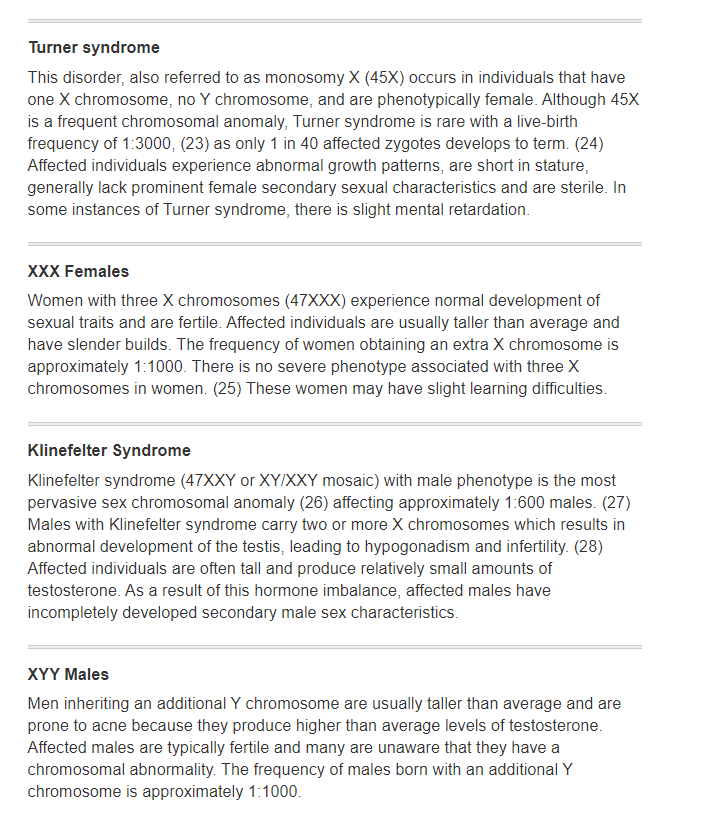 Turner syndrome
This disorder, also referred to as monosomy X (45X) occurs in individuals that have
one X chromosome, no Y chromosome, and are phenotypically female. Although 45X
is a frequent chromosomal anomaly, Turner syndrome is rare with a live-birth
frequency of 1:3000, (23) as only 1 in 40 affected zygotes develops to term. (24)
Affected individuals experience abnormal growth patterns, are short in stature,
generally lack prominent female secondary sexual characteristics and are sterile. In
some instances of Turner syndrome, there is slight mental retardation.
XXX Females
Women with three X chromosomes (47XXX) experience normal development of
sexual traits and are fertile. Affected individuals are usually taller than average and
have slender builds. The frequency of women obtaining an extra X chromosome is
approximately 1:1000. There is no severe phenotype associated with three X
chromosomes in women. (25) These women may have slight learning difficulties.
Klinefelter Syndrome
Klinefelter syndrome (47XXY or XY/XXY mosaic) with male phenotype is the most
pervasive sex chromosomal anomaly (26) affecting approximately 1:600 males. (27)
Males with Klinefelter syndrome carry two or more X chromosomes which results in
abnormal development of the testis, leading to hypogonadism and infertility. (28)
Affected individuals are often tall and produce relatively small amounts of
testosterone. As a result of this hormone imbalance, affected males have
incompletely developed secondary male sex characteristics.
XYY Males
Men inheriting an additional Y chromosome are usually taller than average and are
prone to acne because they produce higher than average levels of testosterone.
Affected males are typically fertile and many are unaware that they have a
chromosomal abnormality. The frequency of males born with an additional Y
chromosome is approximately 1:1000.